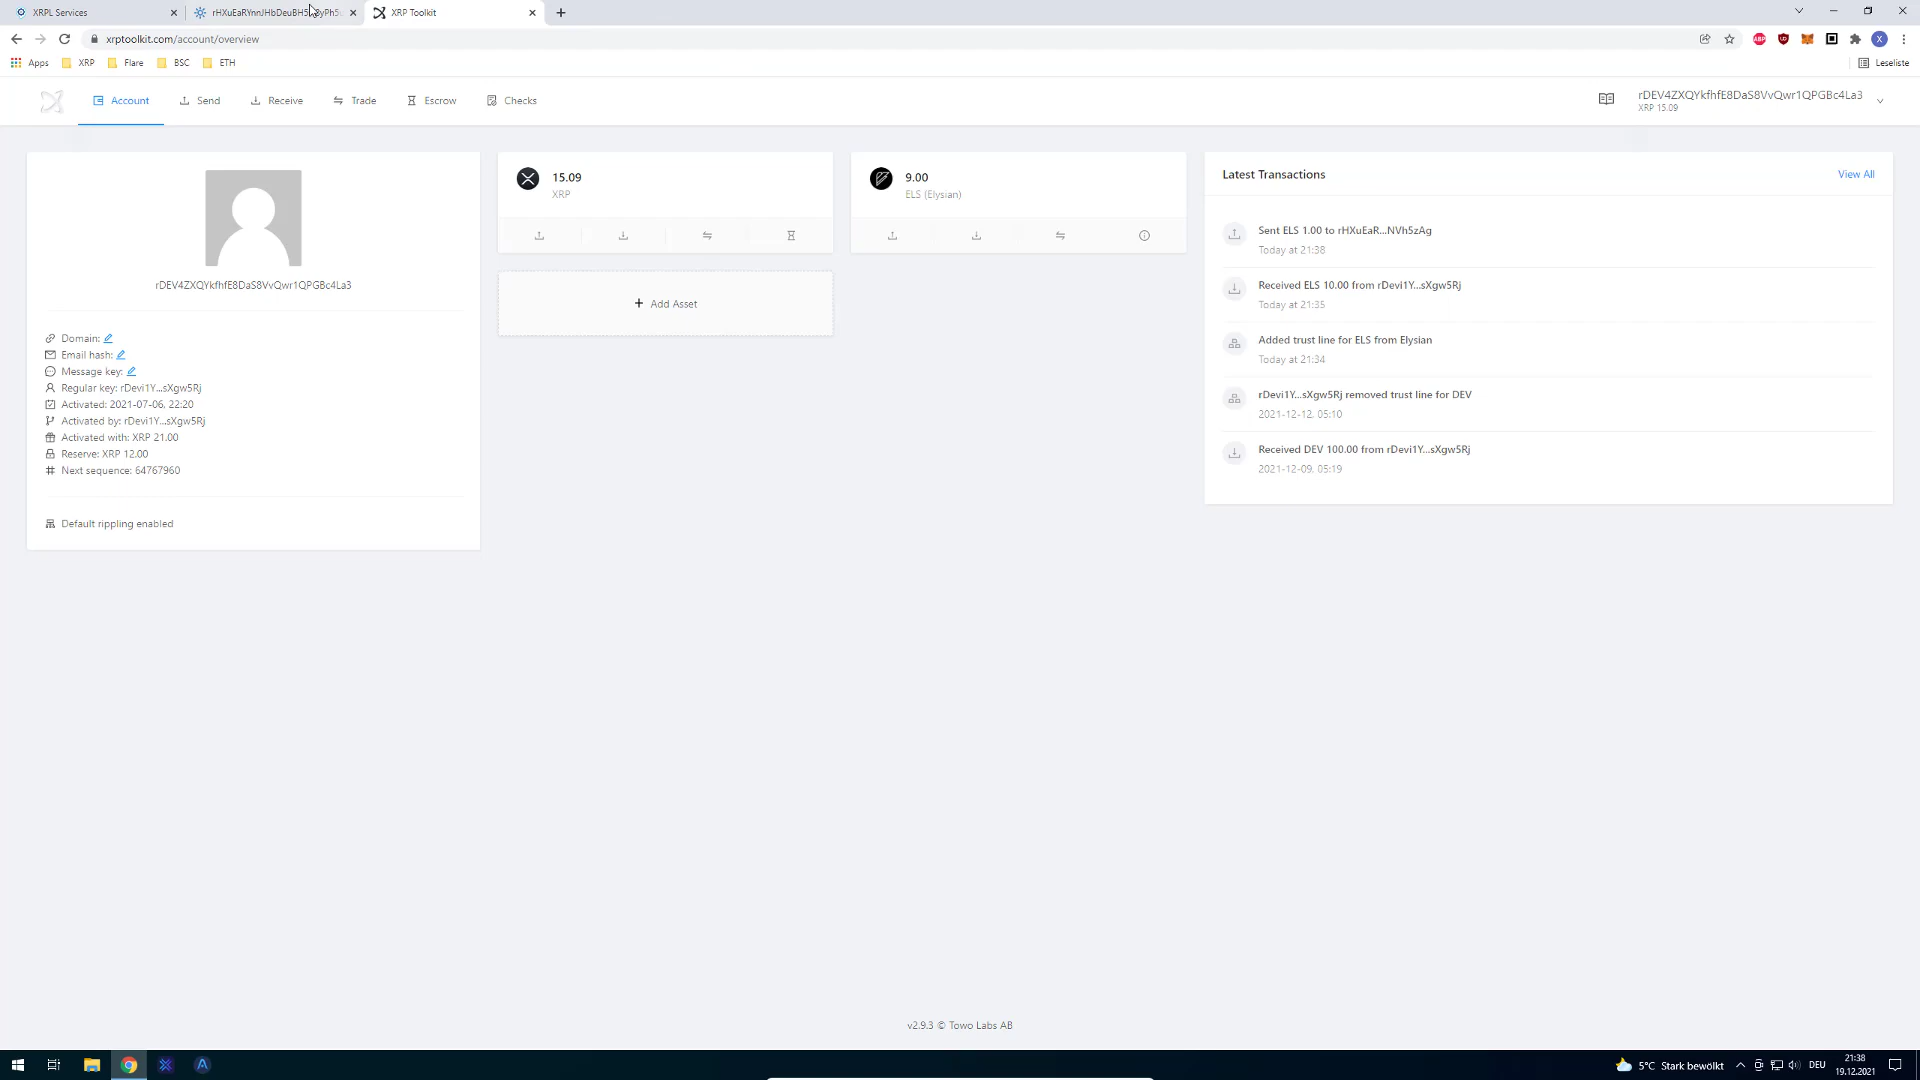 XRPL Services
XRP Toolkit
xrptoolkit.com/account/overview
Apps
XRP
Flare
BSC
ETH
Leseliste
Account
Send
Receive
Trade
Escrow
Checks
rDEV4ZXQYkfhfE8DaS8VvQwr1QPGBc4La3
XRP 15.09
rDEV4ZXQYkfhfE8DaS8VvQwr1QPGBc4La3
Domain:
Email hash:
Message key:
Regular key: rDevi1Y...sXgw5Rj
Activated: 2021-07-06, 22:20
Activated by: rDevi1Y...sXgw5Rj
Activated with: XRP 21.00
Reserve: XRP 12.00
Next sequence: 64767960
Default rippling enabled
15.09
XRP
9.00
ELS (Elysian)
+ Add Asset
Latest Transactions
View All
Sent ELS 1.00 to rHXuEaR...NVh5zAg
Today at 21:38
Received ELS 10.00 from rDevi1Y...sXgw5Rj
Today at 21:35
Added trust line for ELS from Elysian
Today at 21:34
rDevi1Y...sXgw5Rj removed trust line for DEV
2021-12-12, 05:10
Received DEV 100.00 from rDevi1Y...sXgw5Rj
2021-12-09, 05:19
v2.9.3 © Towo Labs AB
5°C Stark bewölkt
DEU
21:38
19.12.2021